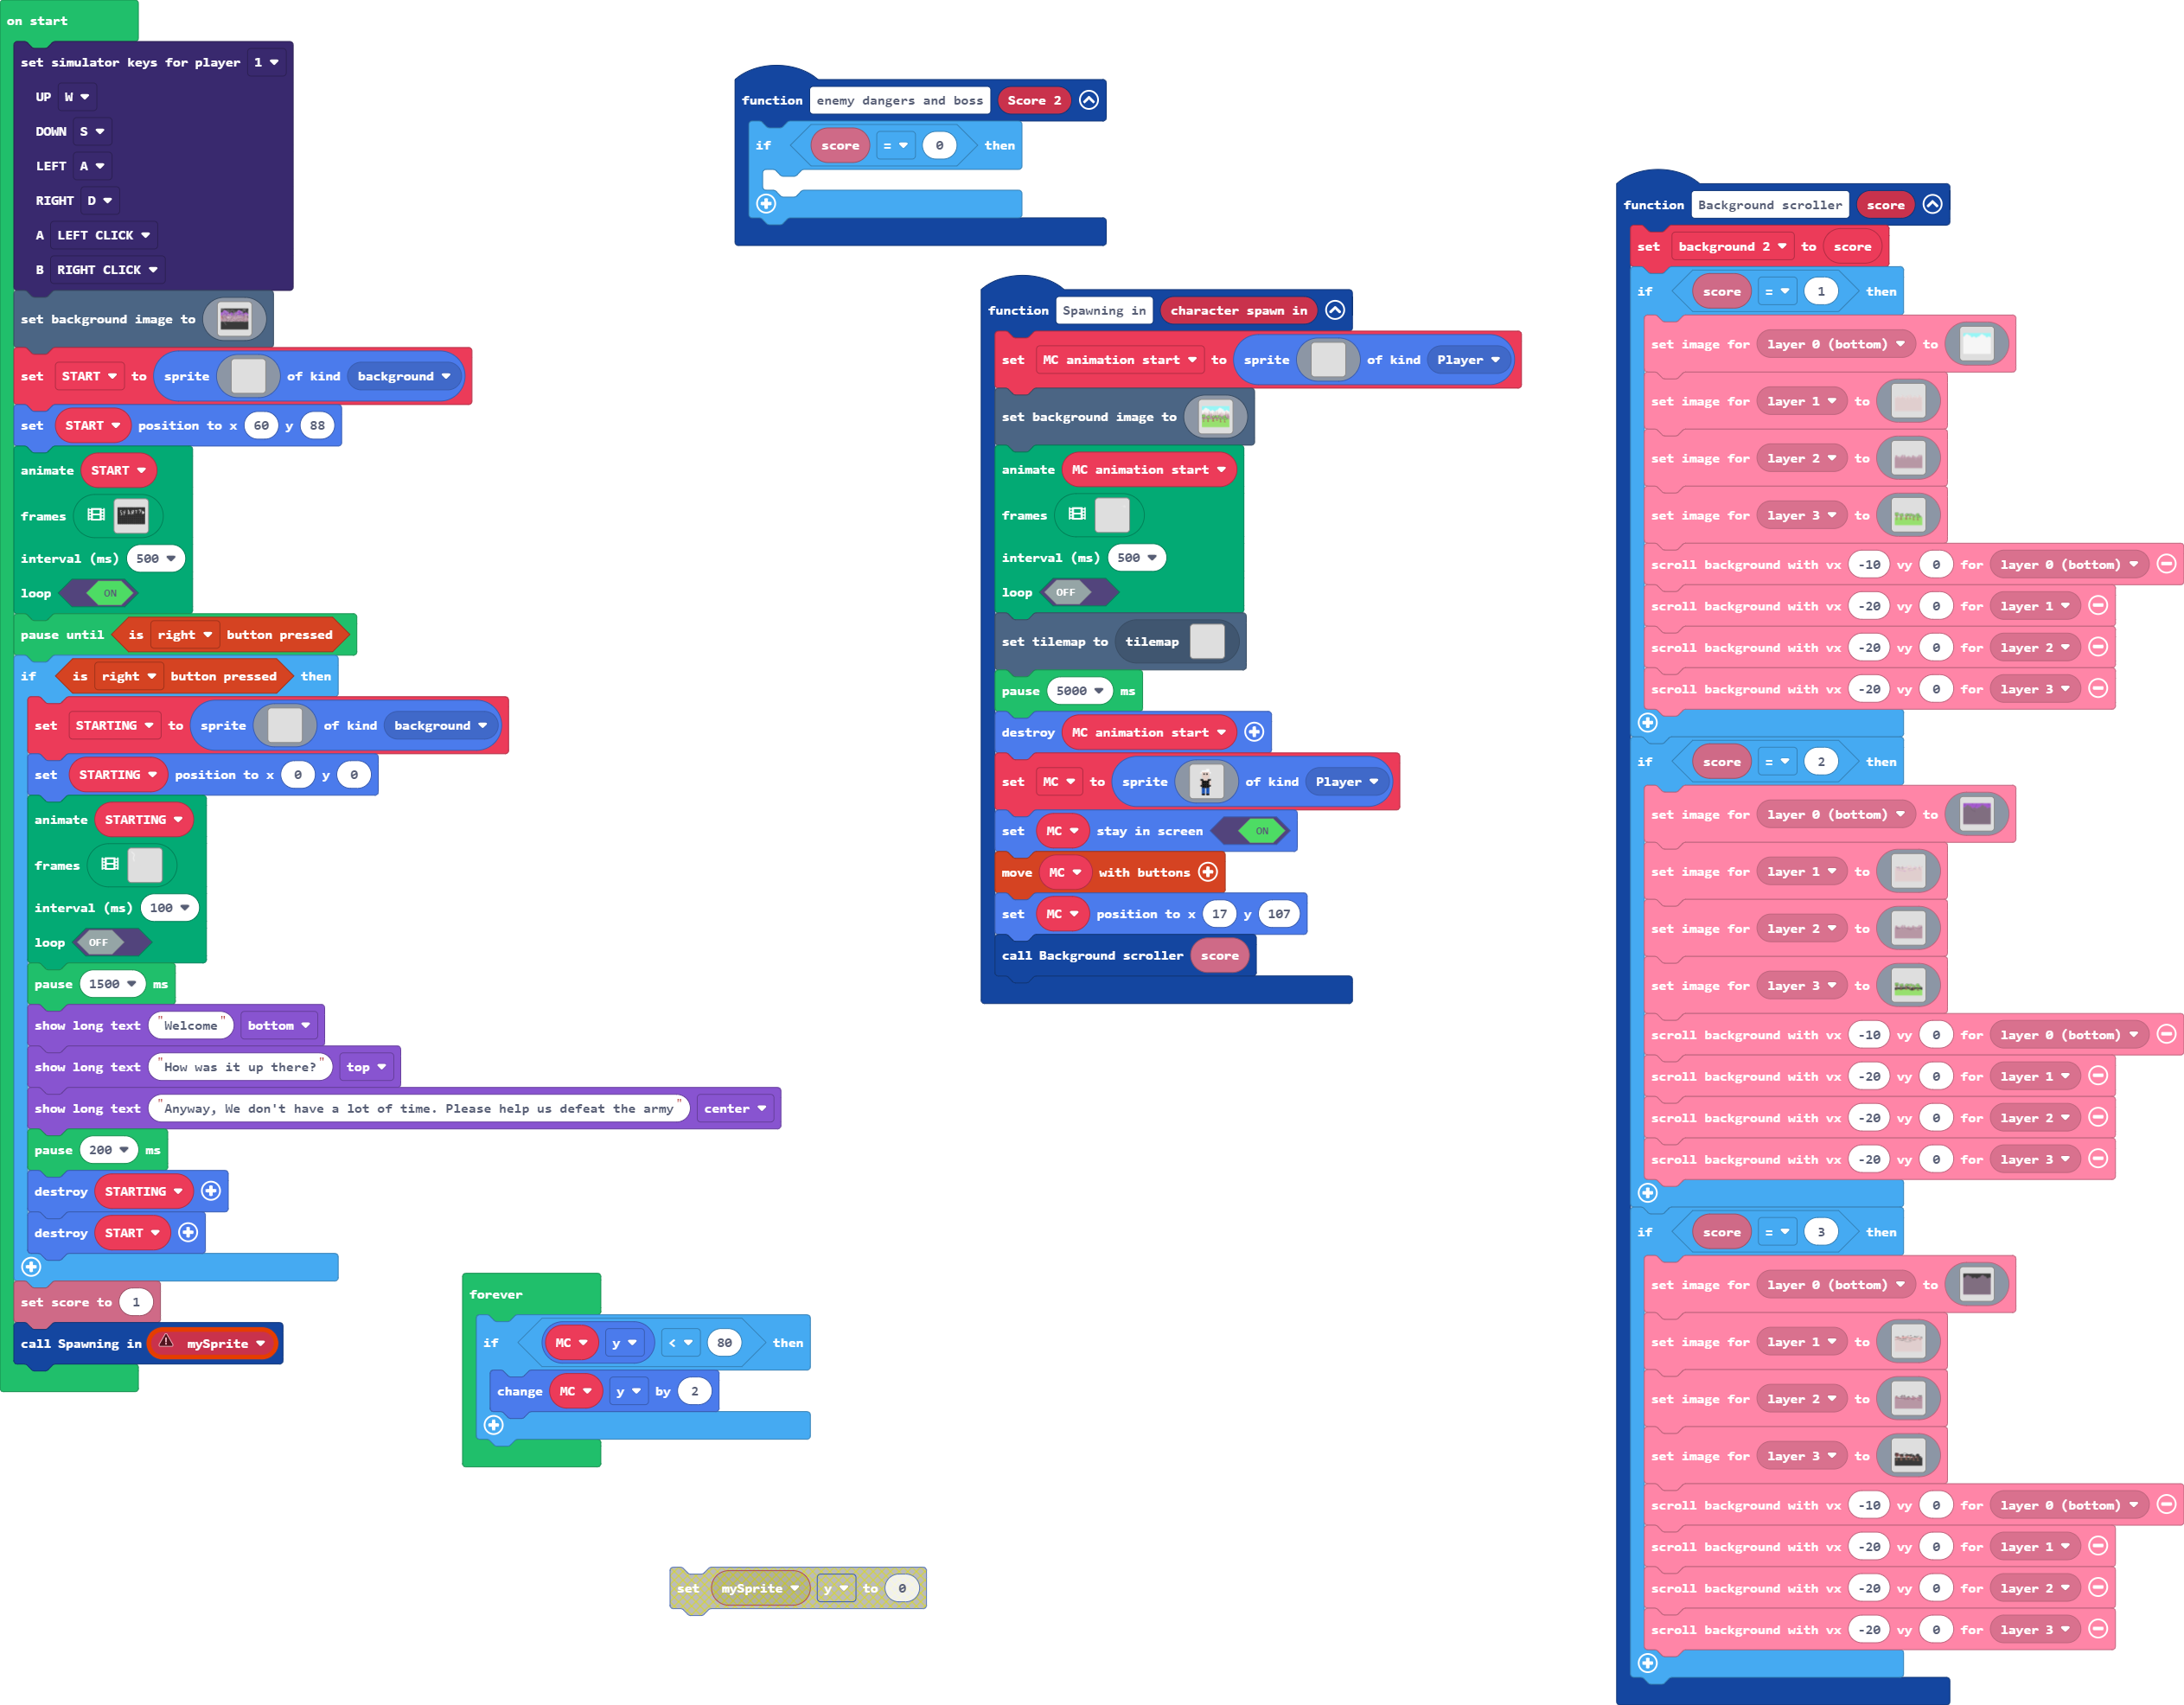 on start
set simulator keys for player 1
UP W
DOWN S
LEFT A
RIGHT D
A LEFT CLICK
B RIGHT CLICK
set background image to
set START to sprite of kind background
set START position to x 60 y 88
animate START
frames
interval (ms) 500
loop ON
pause until is right button pressed
if is right button pressed then
set STARTING to sprite of kind background
set STARTING position to x 0 y 0
animate STARTING
frames
interval (ms) 100
loop OFF
pause 1500 ms
show long text "Welcome" bottom
show long text "How was it up there?" top
show long text "Anyway, We don't have a lot of time. Please help us defeat the army" center
pause 200 ms
destroy STARTING
destroy START
set score to 1
call Spawning in mySprite
forever
if MC y < 80 then
change MC y by 2
set mySprite y to 0
function enemy dangers and boss Score 2
if score = 0 then
function Spawning in character spawn in
set MC animation start to sprite of kind Player
set background image to
animate MC animation start
frames
interval (ms) 500
loop OFF
set tilemap to tilemap
pause 5000 ms
destroy MC animation start
set MC to sprite of kind Player
set MC stay in screen ON
move MC with buttons
set MC position to x 17 y 107
call Background scroller score
function Background scroller score
set background 2 to score
if score = 1 then
set image for layer 0 (bottom) to
set image for layer 1 to
set image for layer 2 to
set image for layer 3 to
scroll background with vx -10 vy 0 for layer 0 (bottom)
scroll background with vx -20 vy 0 for layer 1
scroll background with vx -20 vy 0 for layer 2
scroll background with vx -20 vy 0 for layer 3
if score = 2 then
set image for layer 0 (bottom) to
set image for layer 1 to
set image for layer 2 to
set image for layer 3 to
scroll background with vx -10 vy 0 for layer 0 (bottom)
scroll background with vx -20 vy 0 for layer 1
scroll background with vx -20 vy 0 for layer 2
scroll background with vx -20 vy 0 for layer 3
if score = 3 then
set image for layer 0 (bottom) to
set image for layer 1 to
set image for layer 2 to
set image for layer 3 to
scroll background with vx -10 vy 0 for layer 0 (bottom)
scroll background with vx -20 vy 0 for layer 1
scroll background with vx -20 vy 0 for layer 2
scroll background with vx -20 vy 0 for layer 3